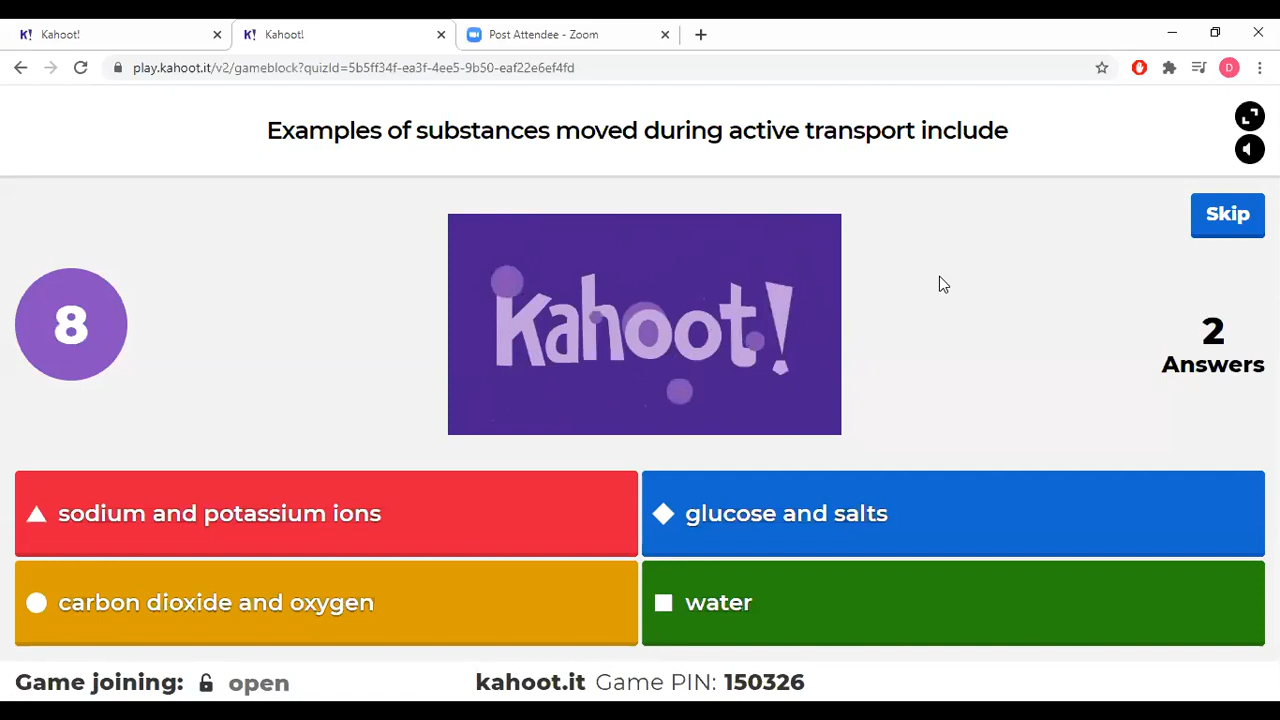 K! Kahoot!
K! Kahoot!
Post Attendee - Zoom
play.kahoot.it/v2/gameblock?quizId=5b5ff34f-ea3f-4ee5-9b50-eaf22e6ef4fd
D
Examples of substances moved during active transport include
Skip
8
Kahoot!
2
Answers
sodium and potassium ions
glucose and salts
carbon dioxide and oxygen
water
Game joining: open
kahoot.it Game PIN: 150326